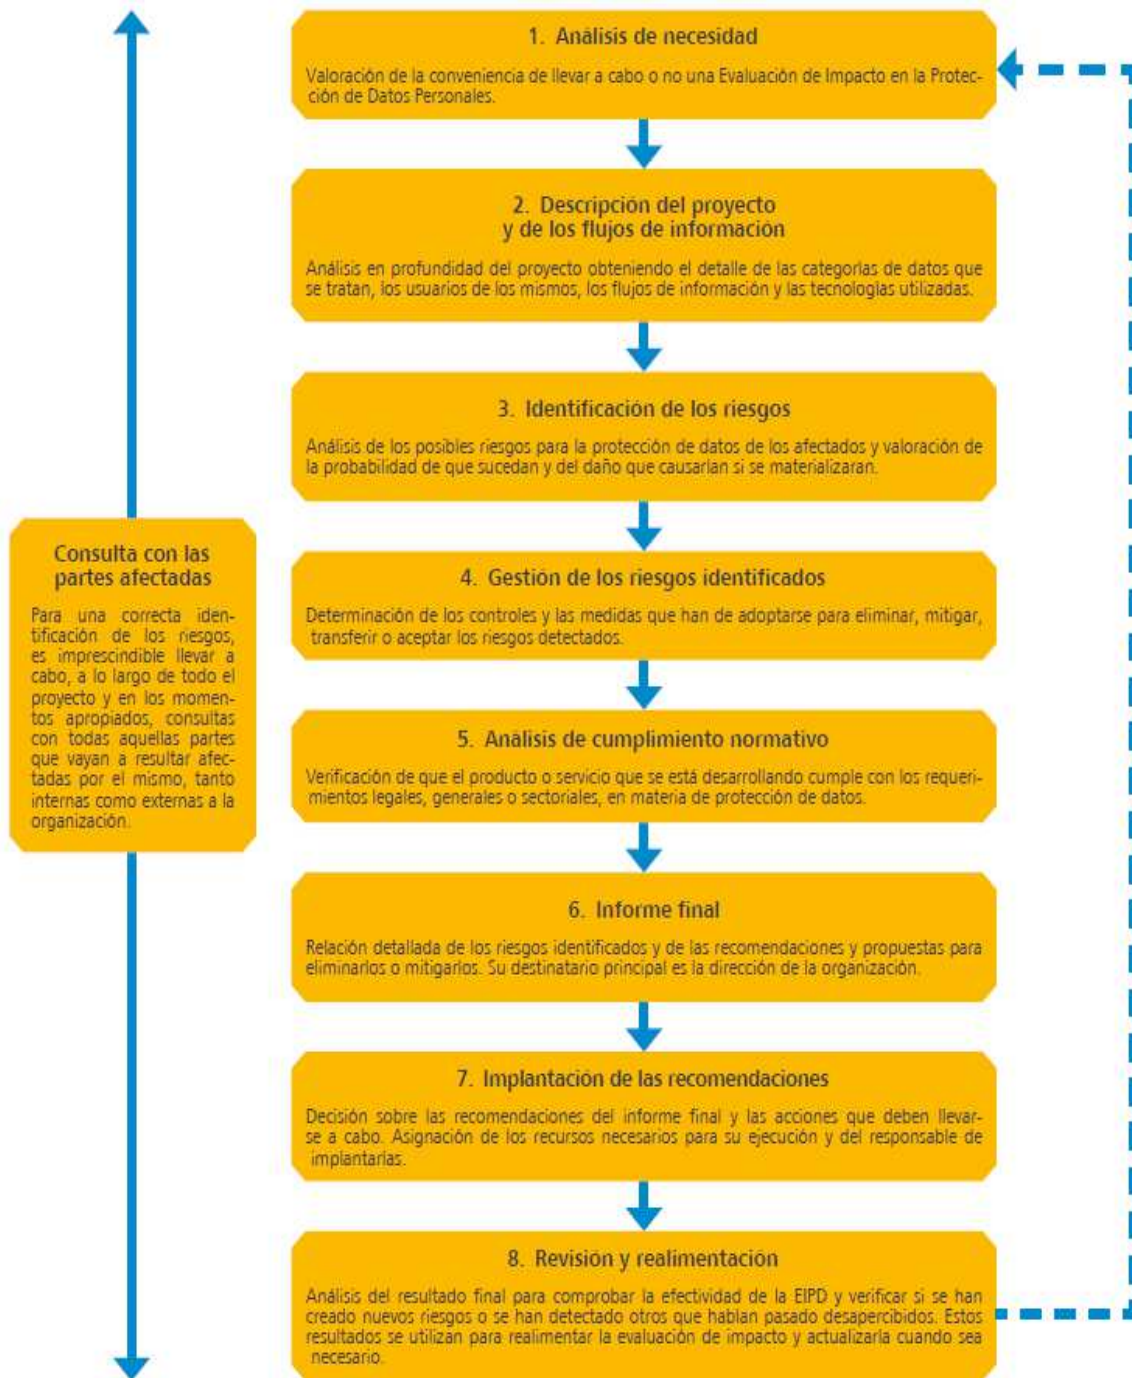 1. Análisis de necesidad
Valoración de la conveniencia de llevar a cabo o no una Evaluación de Impacto en la Protec-
ción de Datos Personales.
2. Descripción del proyecto
y de los flujos de información
Análisis en profundidad del proyecto obteniendo el detalle de las categorías de datos que
se tratan, los usuarios de los mismos, los flujos de información y las tecnologías utilizadas.
3. Identificación de los riesgos
Análisis de los posibles riesgos para la protección de datos de los afectados y valoración de
la probabilidad de que sucedan y del daño que causarían si se materializaran.
Consulta con las
partes afectadas
Para una correcta iden-
tificación de los riesgos,
es imprescindible llevar a
cabo, a lo largo de todo el
proyecto y en los momen-
tos apropiados, consultas
con todas aquellas partes
que vayan a resultar afec-
tadas por el mismo, tanto
internas como externas a la
organización.
4. Gestión de los riesgos identificados
Determinación de los controles y las medidas que han de adoptarse para eliminar, mitigar,
transferir o aceptar los riesgos detectados.
5. Análisis de cumplimiento normativo
Verificación de que el producto o servicio que se está desarrollando cumple con los requeri-
mientos legales, generales o sectoriales, en materia de protección de datos.
6. Informe final
Relación detallada de los riesgos identificados y de las recomendaciones y propuestas para
eliminarlos o mitigarlos. Su destinatario principal es la dirección de la organización.
7. Implantación de las recomendaciones
Decisión sobre las recomendaciones del informe final y las acciones que deben llevar-
se a cabo. Asignación de los recursos necesarios para su ejecución y del responsable de
implantarlas.
8. Revisión y realimentación
Análisis del resultado final para comprobar la efectividad de la EIPD y verificar si se han
creado nuevos riesgos o se han detectado otros que habían pasado desapercibidos. Estos
resultados se utilizan para realimentar la evaluación de impacto y actualizarla cuando sea
necesario.